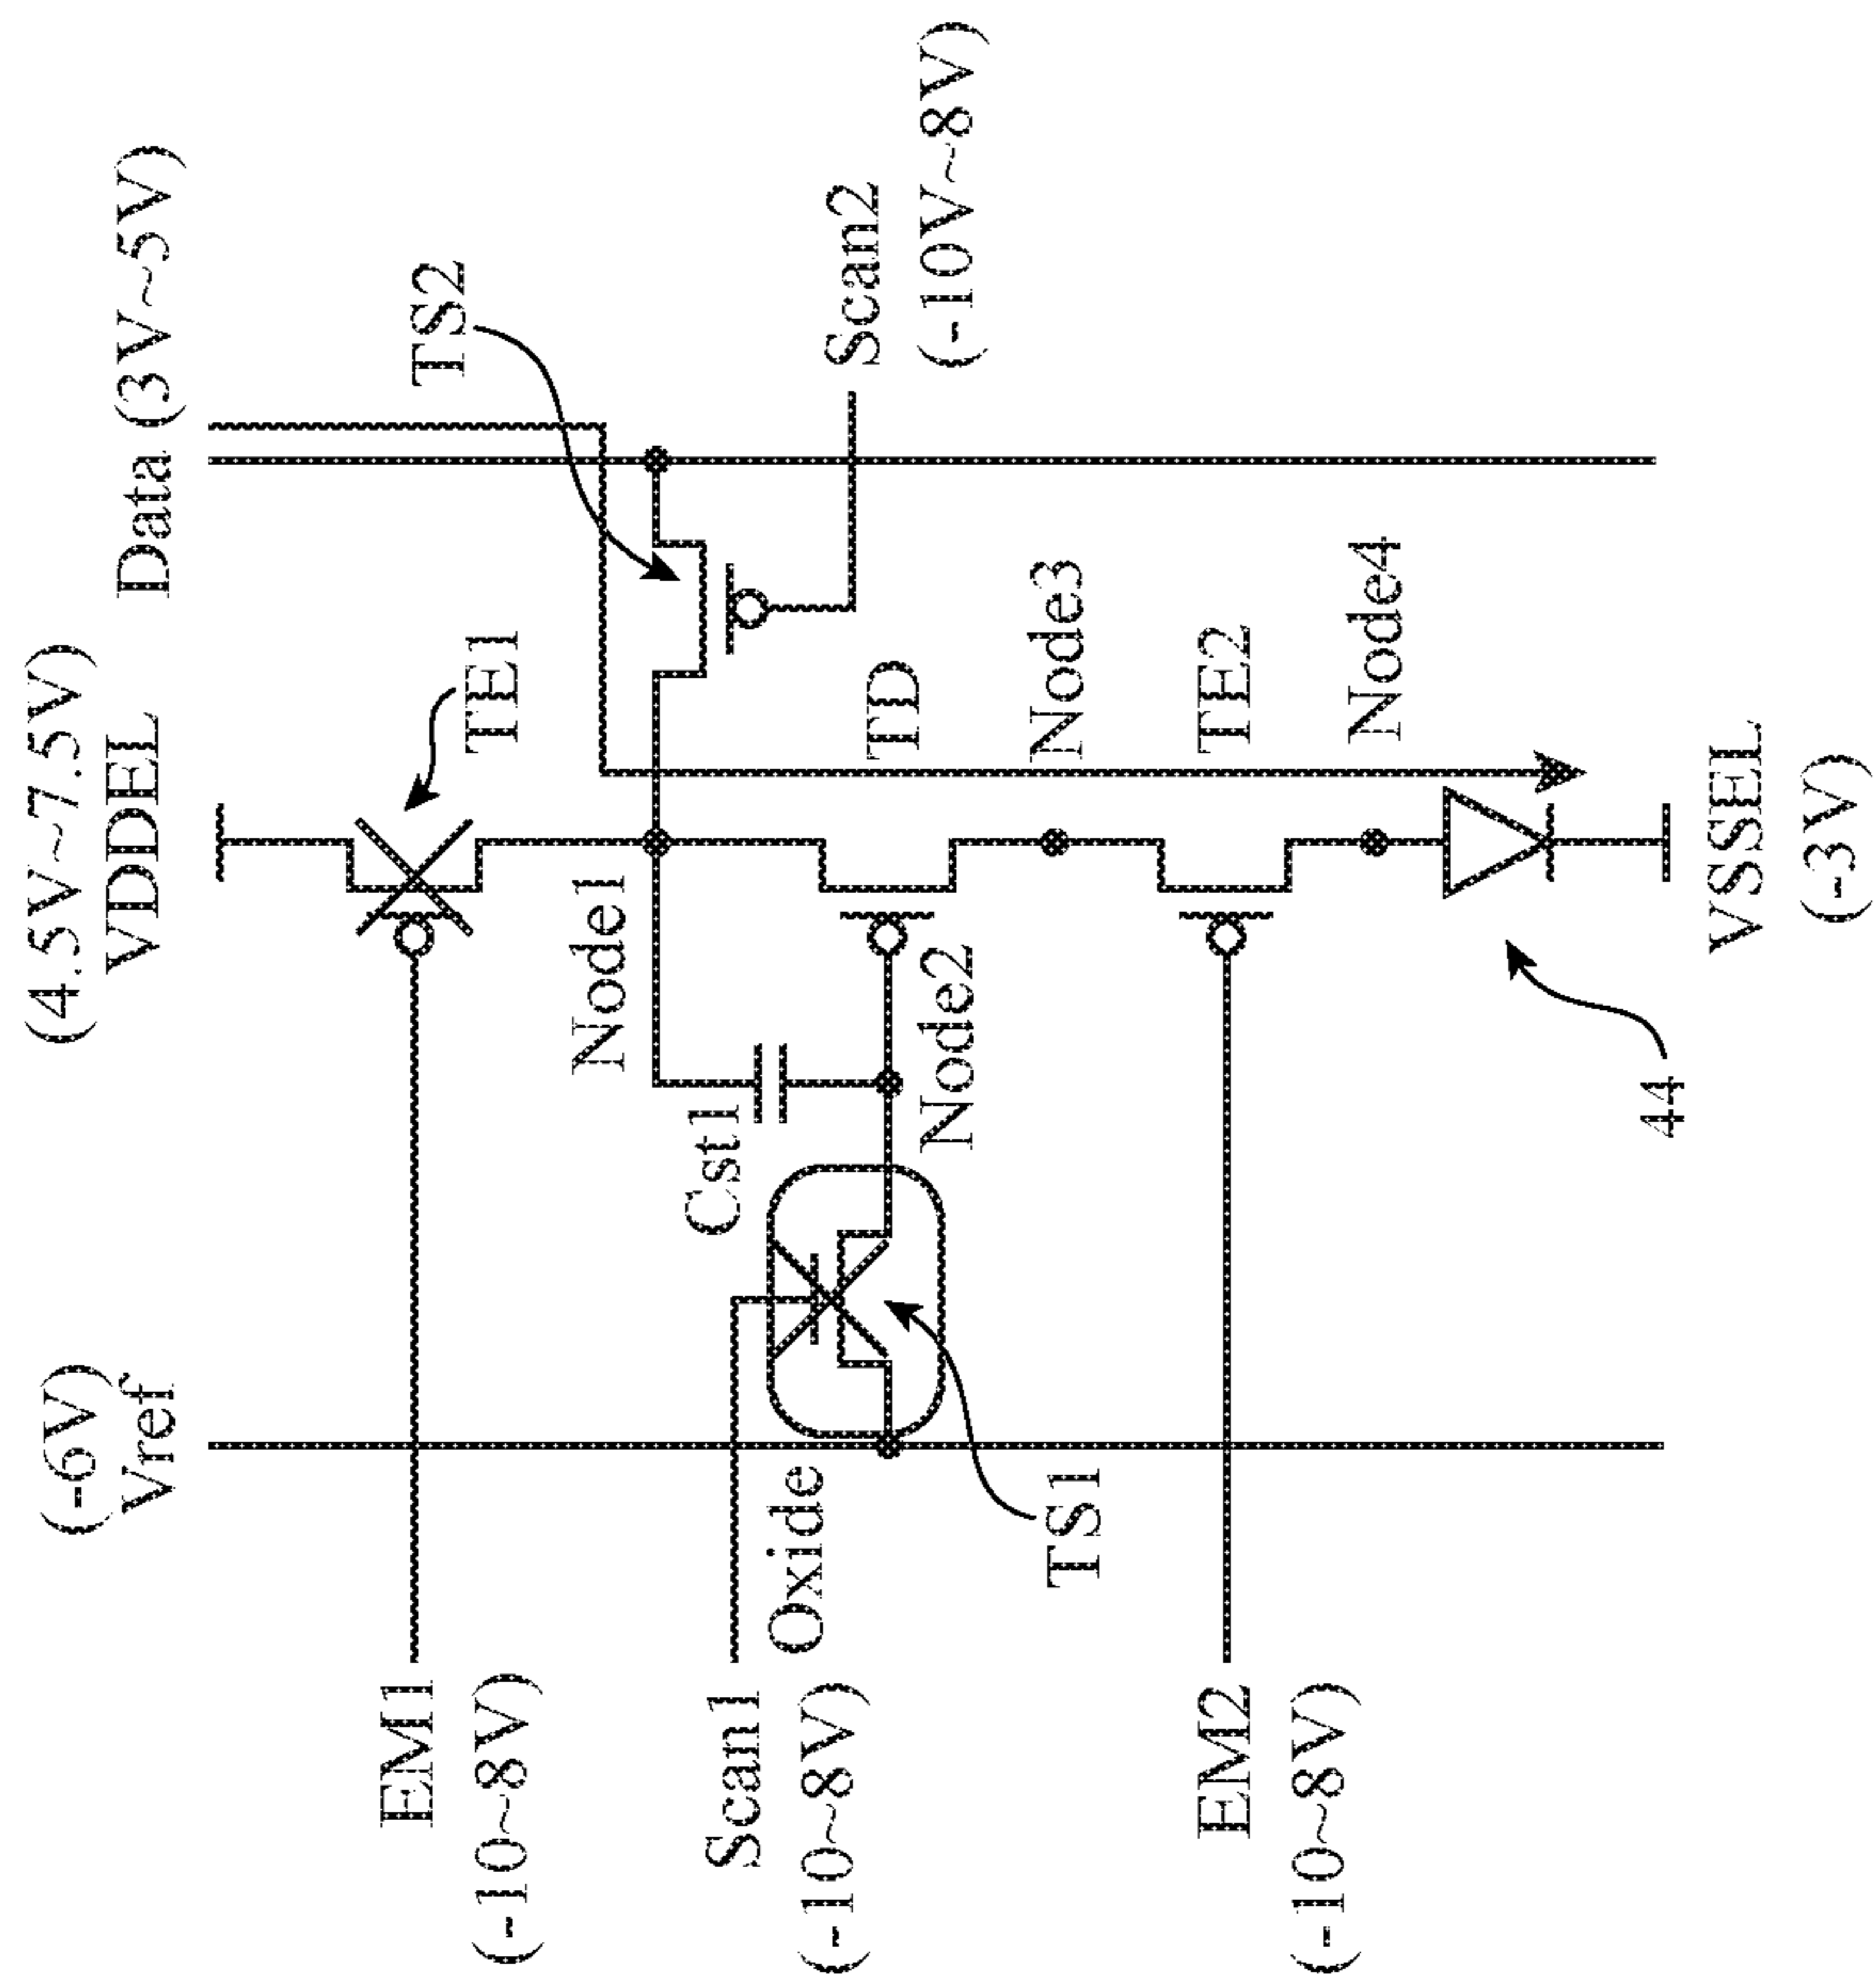 (-6V)
Vref
(4.5V~7.5V)
VDDEL
Data (3V~5V)
EM1
(-10~8V)
TE1
TS2
Node1
Scan1
(-10~8V)
Oxide
Cst1
TD
Scan2
(-10V~8V)
Node2
TS1
Node3
EM2
(-10~8V)
TE2
Node4
44
VSSEL
(-3V)